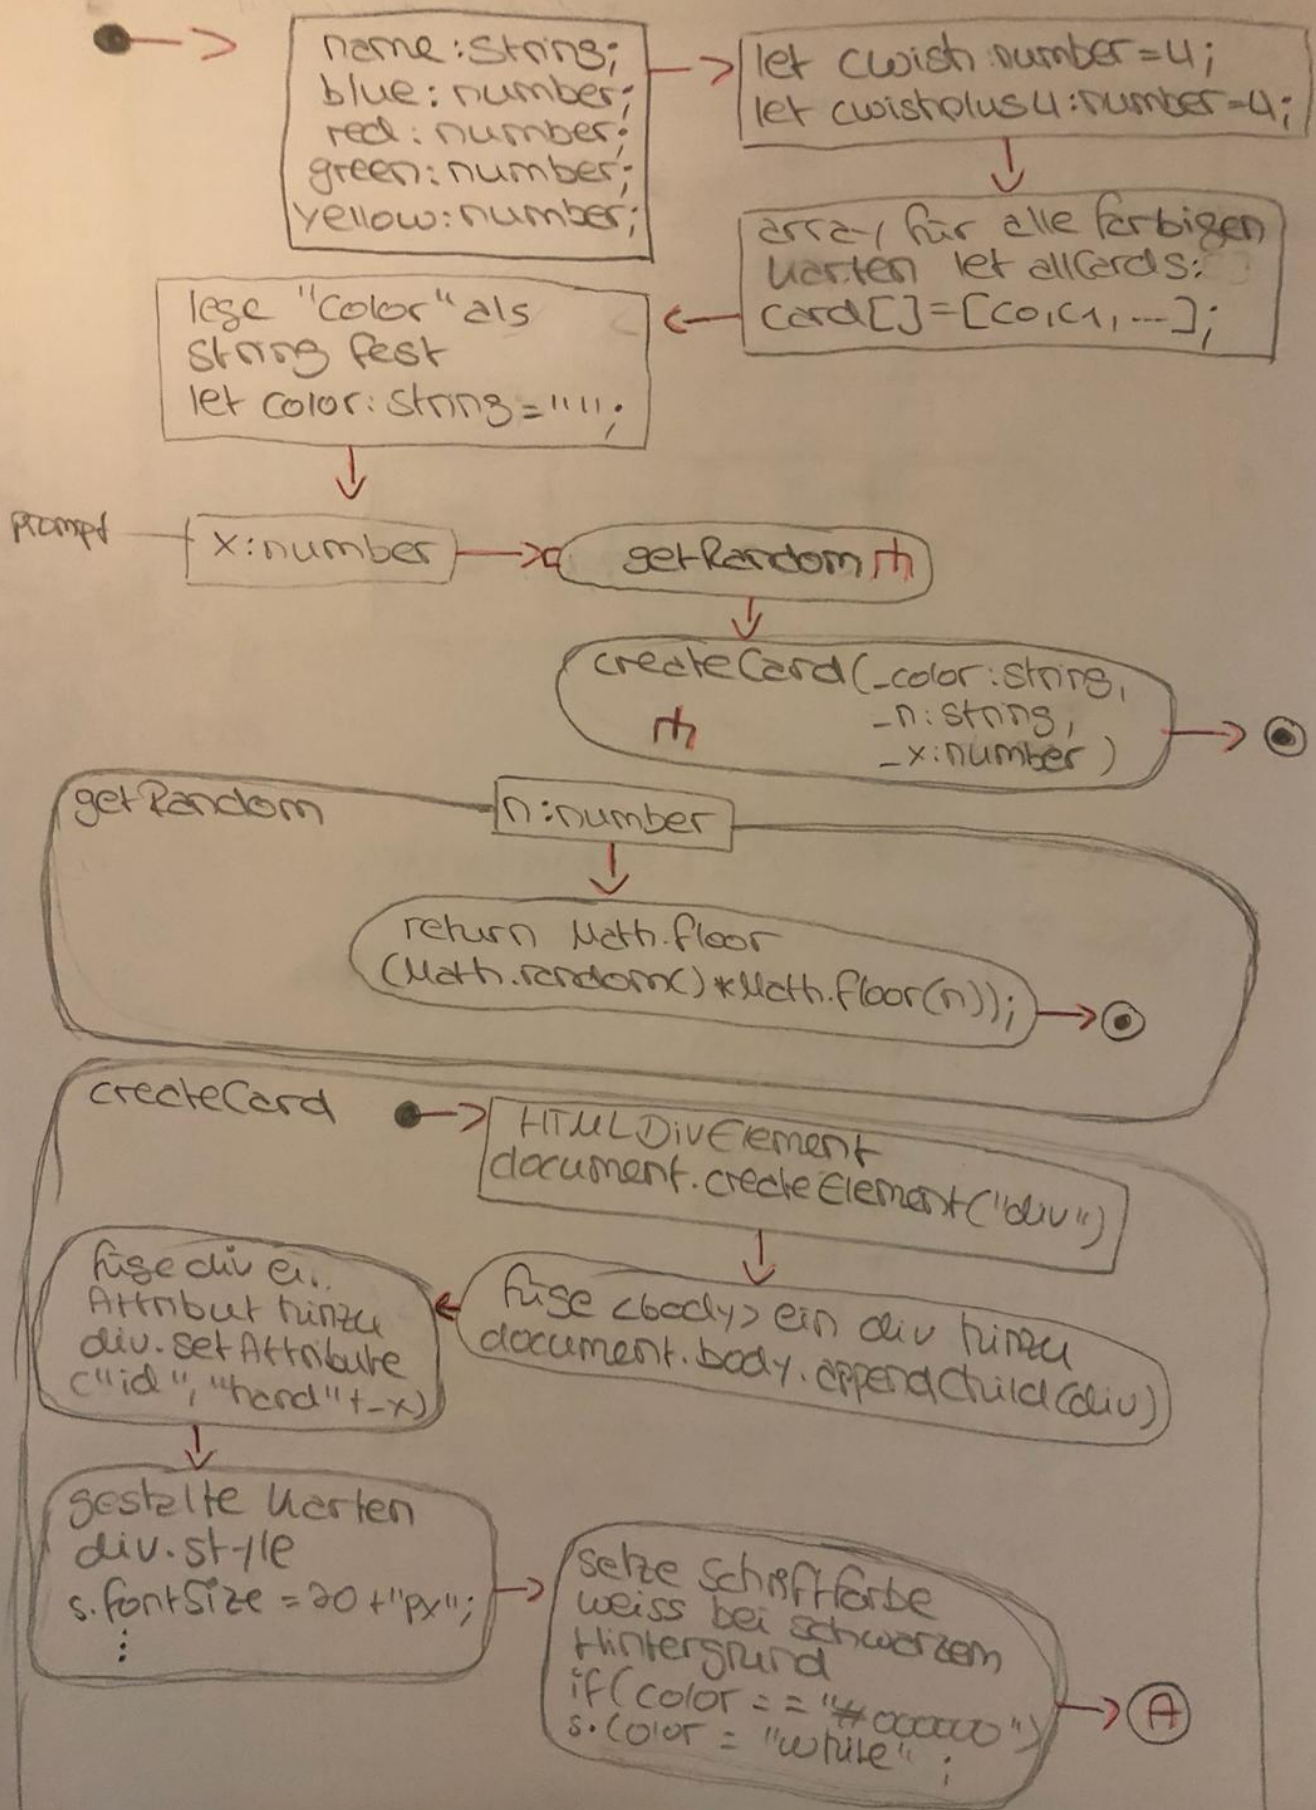 name: string;
blue: number;
red: number;
green: number;
yellow: number;
let cwish: number = 4;
let cwishplus4: number = 4;
array für alle farbigen
Karten let allCards:
card[] = [c0, c1, ...];
lege "Color" als
string fest
let color: string = "";
prompt
x: number
getRandom
createCard(_color: string,
_n: string,
_x: number)
getRandom
n: number
return Math.floor
(Math.random() * Math.floor(n));
createCard
HTMLDivElement
document.createElement("div")
füge <body> ein div hinzu
document.body.appendChild(div)
füge div ei..
Attribut hinzu
div.setAttribute
("id", "hand" + _x)
gestalte Karten
div.style
s.fontSize = 20 + "px";
⋮
setze Schriftfarbe
weiss bei schwarzem
Hintergrund
if (color == "#000000")
s.color = "white";
A